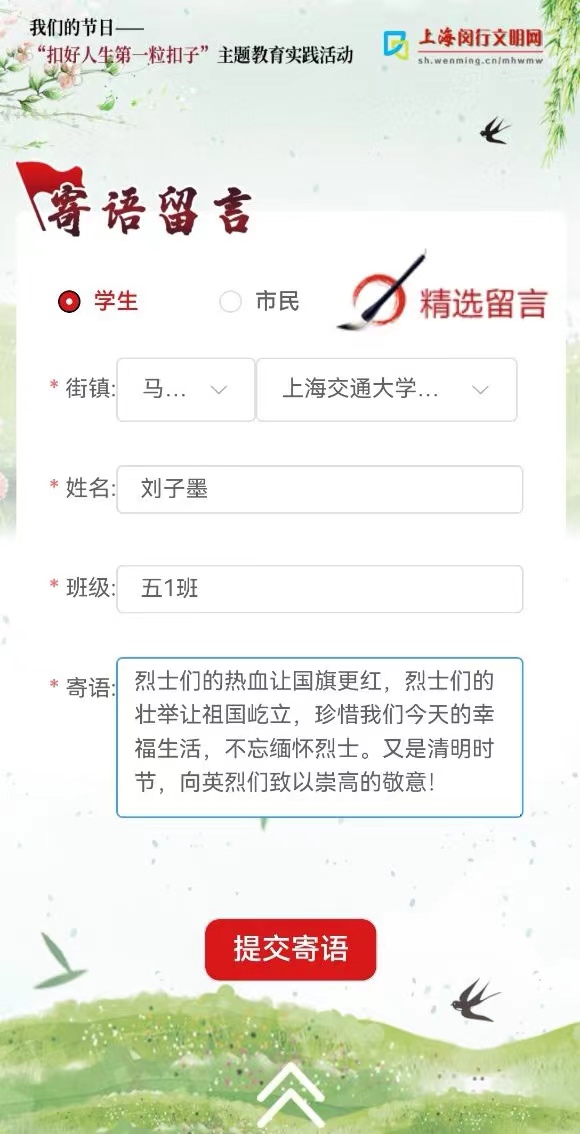 我们的节日——
“扣好人生第一粒扣子”主题教育实践活动
上海闵行文明网
sh.wenming.cn/mhwmw
寄语留言
学生
市民
精选留言
* 街镇: 马... 上海交通大学...
* 姓名: 刘子墨
* 班级: 五1班
* 寄语: 烈士们的热血让国旗更红，烈士们的
壮举让祖国屹立，珍惜我们今天的幸
福生活，不忘缅怀烈士。又是清明时
节，向英烈们致以崇高的敬意！
提交寄语